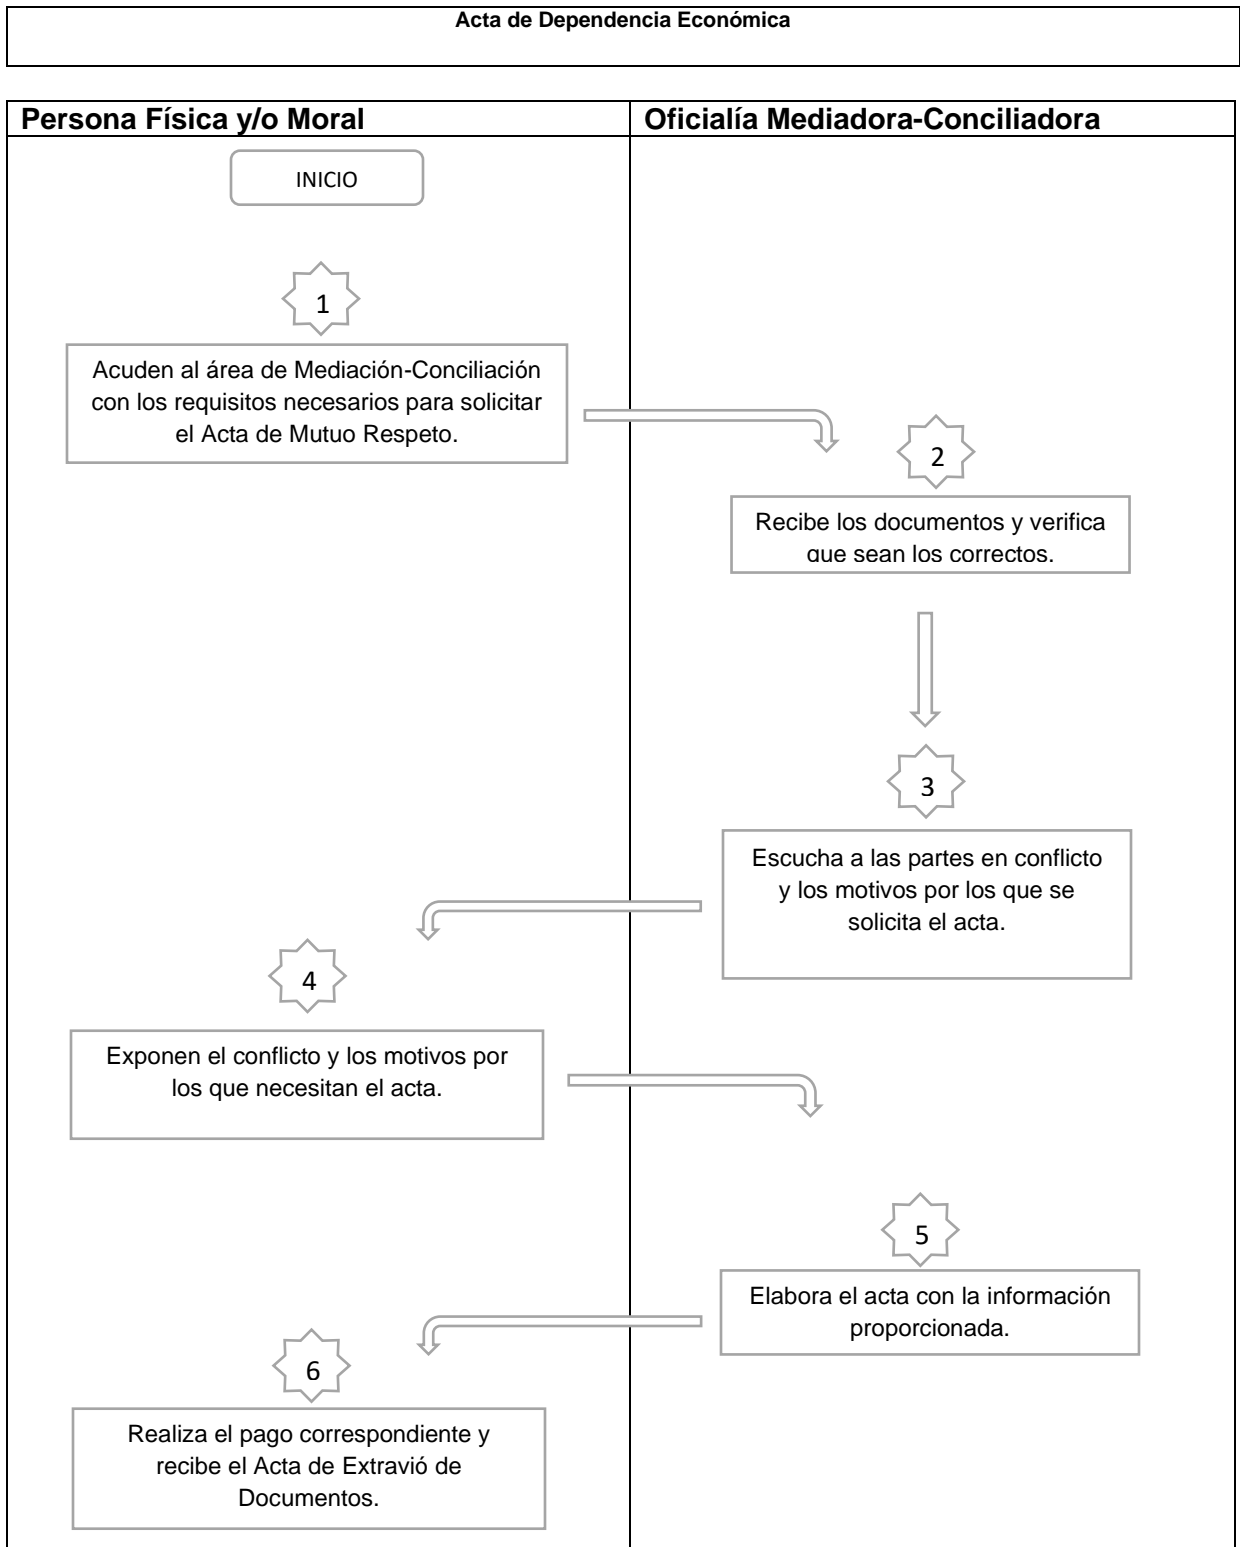 Acta de Dependencia Económica
Persona Física y/o Moral
Oficialía Mediadora-Conciliadora
INICIO
1
Acuden al área de Mediación-Conciliación
con los requisitos necesarios para solicitar
el Acta de Mutuo Respeto.
2
Recibe los documentos y verifica
que sean los correctos.
3
Escucha a las partes en conflicto
y los motivos por los que se
solicita el acta.
4
Exponen el conflicto y los motivos por
los que necesitan el acta.
5
Elabora el acta con la información
proporcionada.
6
Realiza el pago correspondiente y
recibe el Acta de Extravió de
Documentos.